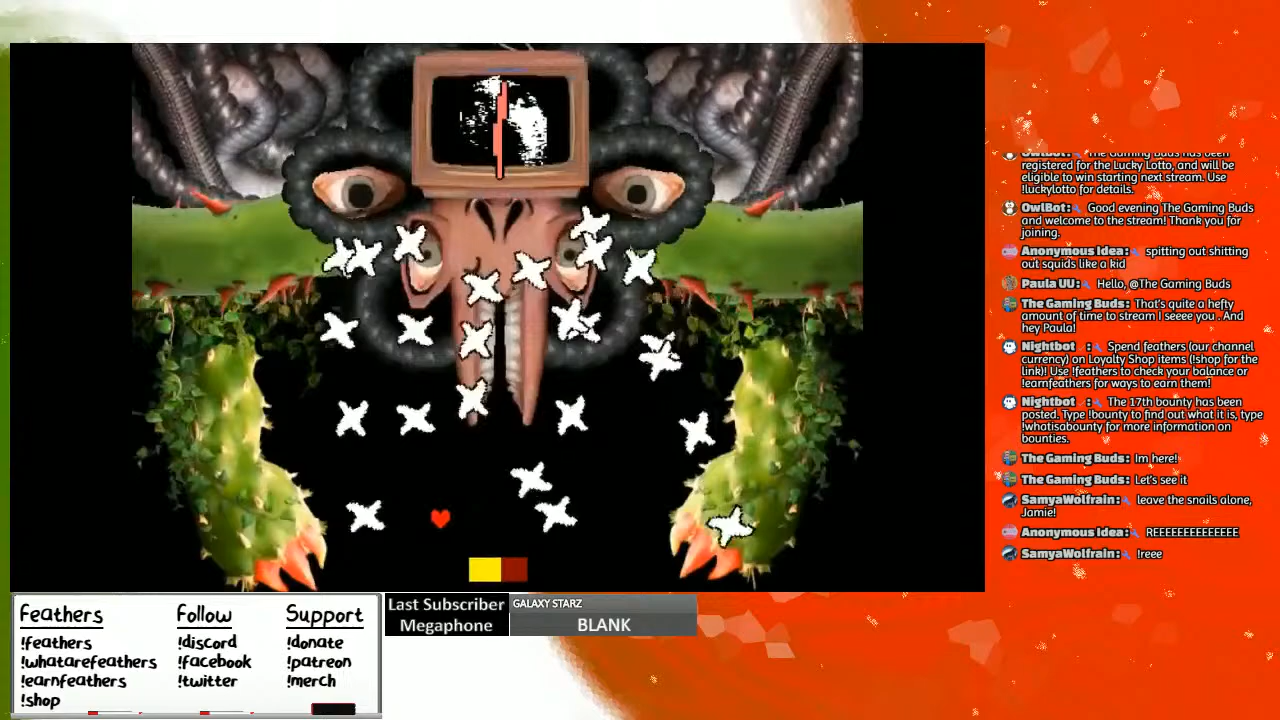 registered for the Lucky Lotto, and will be
eligible to win starting next stream. Use
!luckylotto for details.
OwlBot: Good evening The Gaming Buds
and welcome to the stream! Thank you for
joining.
Anonymous Idea: spitting out shitting
out squids like a kid
Paula UU: Hello, @The Gaming Buds
The Gaming Buds: That's quite a hefty
amount of time to stream I seeee you . And
hey Paula!
Nightbot : Spend feathers (our channel
currency) on Loyalty Shop items (!shop for the
link)! Use !feathers to check your balance or
!earnfeathers for ways to earn them!
Nightbot : The 17th bounty has been
posted. Type !bounty to find out what it is, type
!whatisabounty for more information on
bounties.
The Gaming Buds: Im here!
The Gaming Buds: Let's see it
SamyaWolfrain: leave the snails alone,
Jamie!
Anonymous Idea: REEEEEEEEEEEEEE
SamyaWolfrain: !reee
Feathers
!feathers
!whatarefeathers
!earnfeathers
!shop
Follow
!discord
!facebook
!twitter
Support
!donate
!patreon
!merch
Last Subscriber
Megaphone
GALAXY STARZ
BLANK